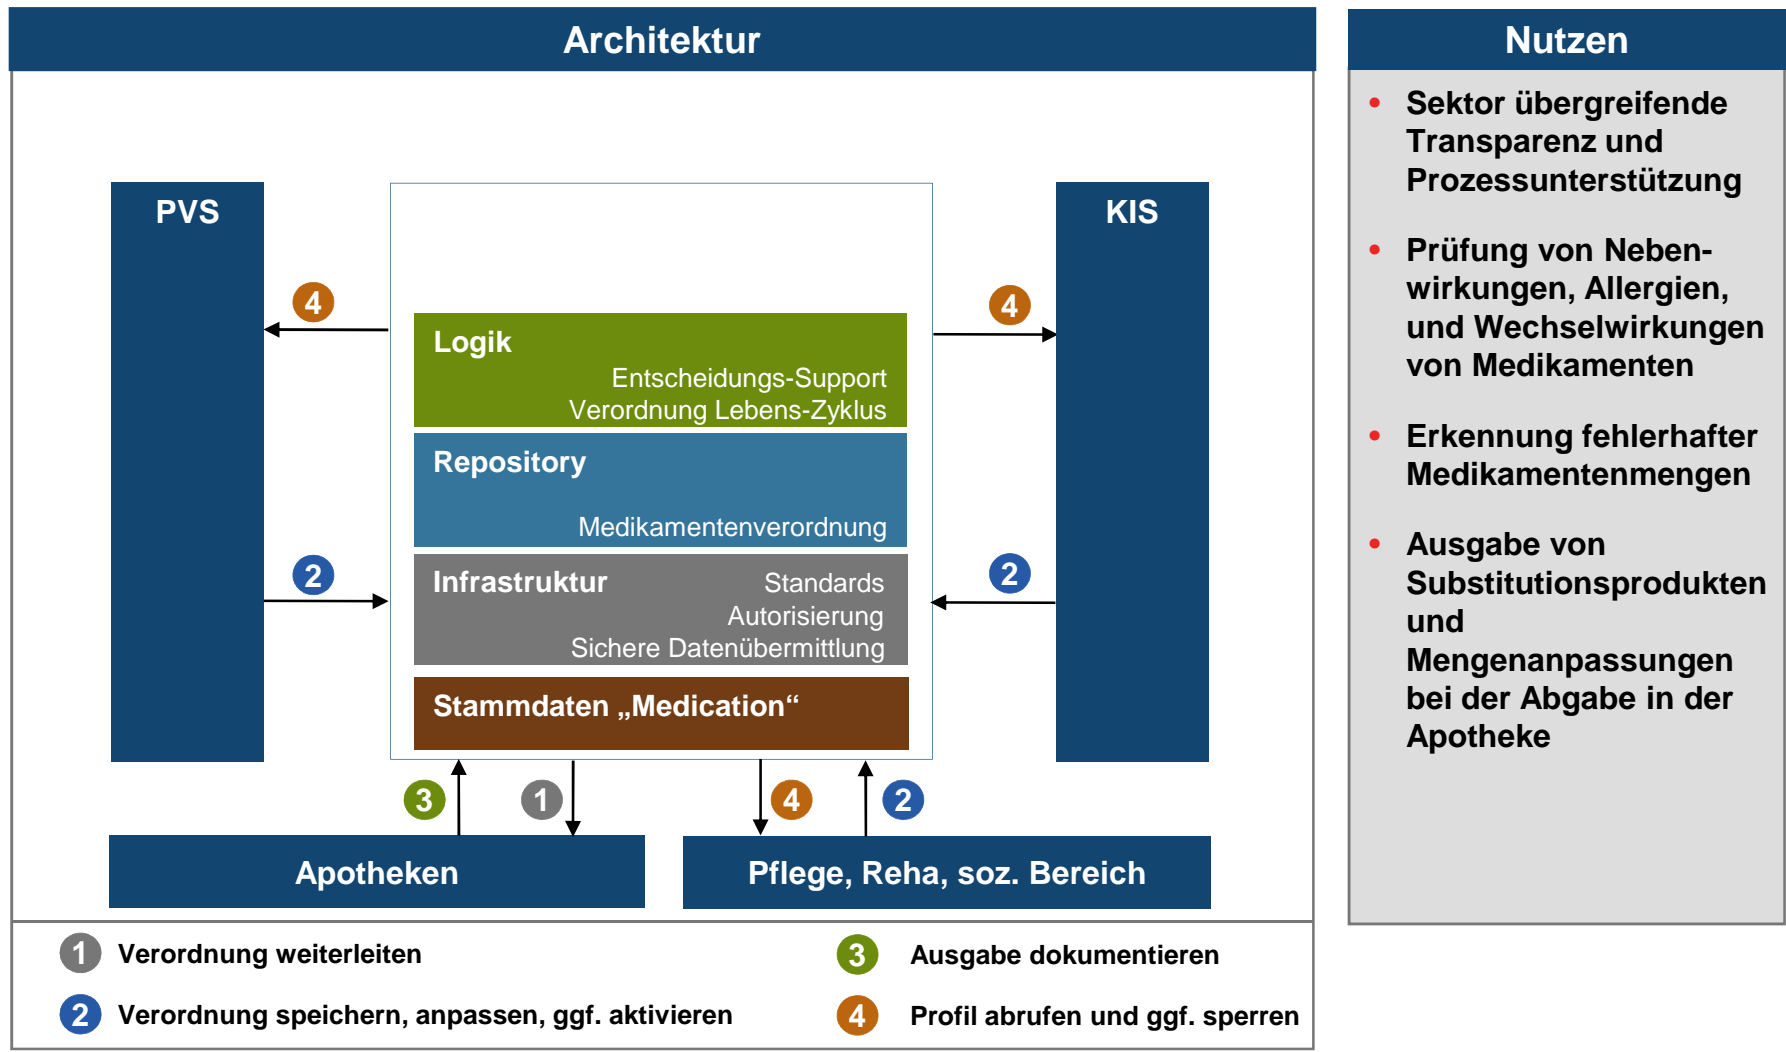 Architektur
PVS
KIS
4
4
Logik
Entscheidungs-Support
Verordnung Lebens-Zyklus
Repository
Medikamentenverordnung
2
2
Infrastruktur Standards
Autorisierung
Sichere Datenübermittlung
Stammdaten „Medication“
3
1
4
2
Apotheken
Pflege, Reha, soz. Bereich
1 Verordnung weiterleiten
2 Verordnung speichern, anpassen, ggf. aktivieren
3 Ausgabe dokumentieren
4 Profil abrufen und ggf. sperren
Nutzen
• Sektor übergreifende
Transparenz und
Prozessunterstützung
• Prüfung von Neben-
wirkungen, Allergien,
und Wechselwirkungen
von Medikamenten
• Erkennung fehlerhafter
Medikamentenmengen
• Ausgabe von
Substitutionsprodukten
und
Mengenanpassungen
bei der Abgabe in der
Apotheke